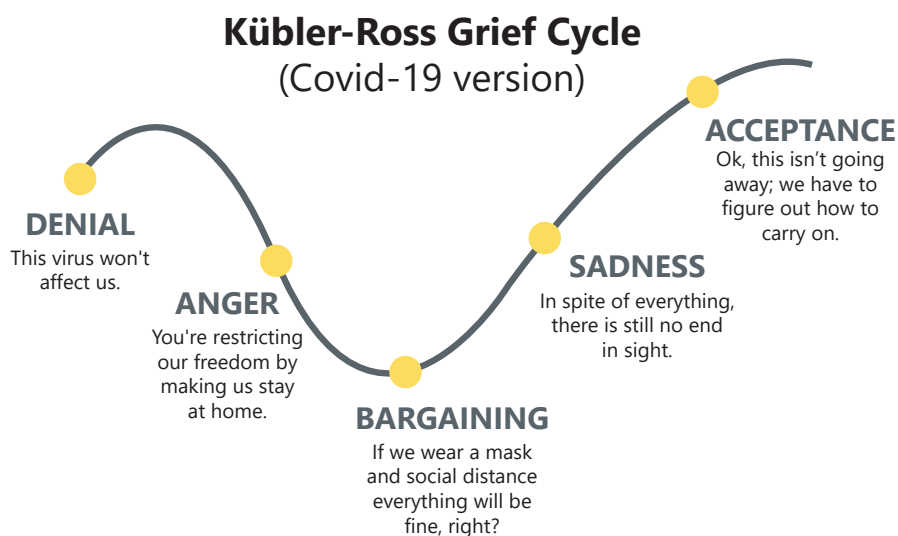 Kübler-Ross Grief Cycle
(Covid-19 version)
DENIAL
This virus won't
affect us.
ANGER
You're restricting
our freedom by
making us stay
at home.
BARGAINING
If we wear a mask
and social distance
everything will be
fine, right?
SADNESS
In spite of everything,
there is still no end
in sight.
ACCEPTANCE
Ok, this isn’t going
away; we have to
figure out how to
carry on.